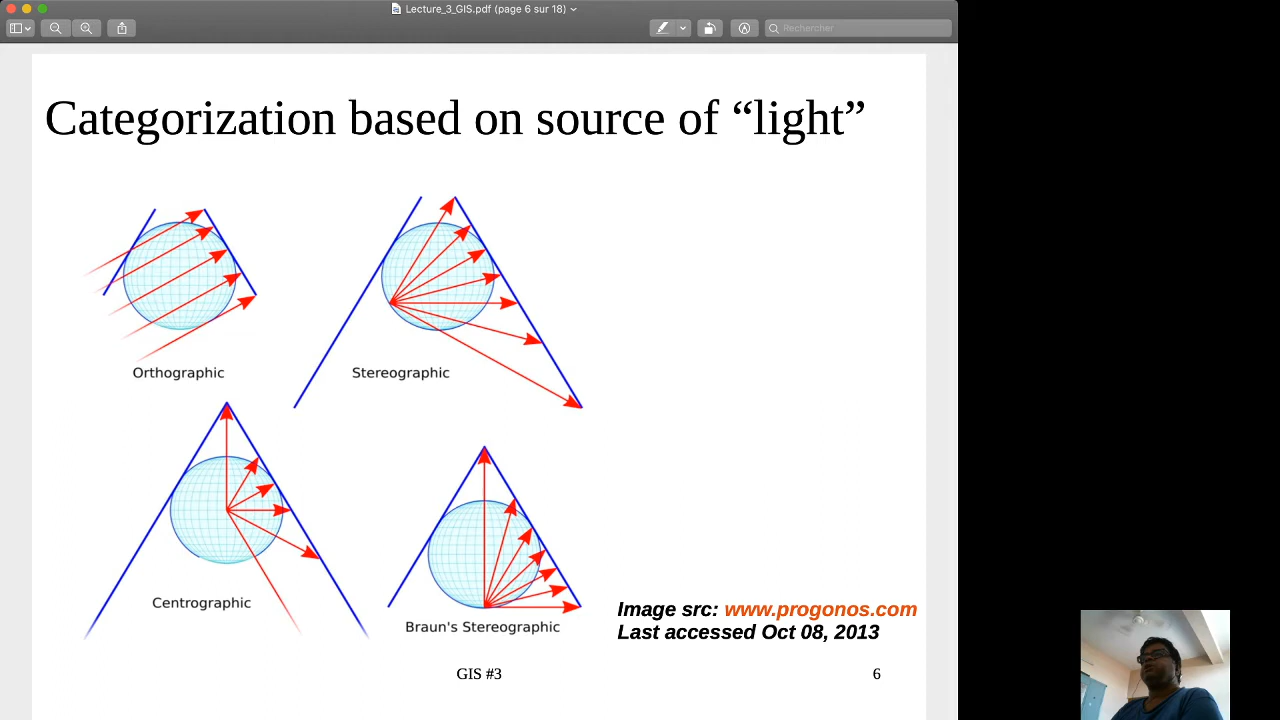 Lecture_3_GIS.pdf (page 6 sur 18)
Rechercher
Categorization based on source of “light”
Orthographic
Stereographic
Centrographic
Braun's Stereographic
Image src: www.progonos.com
Last accessed Oct 08, 2013
GIS #3
6